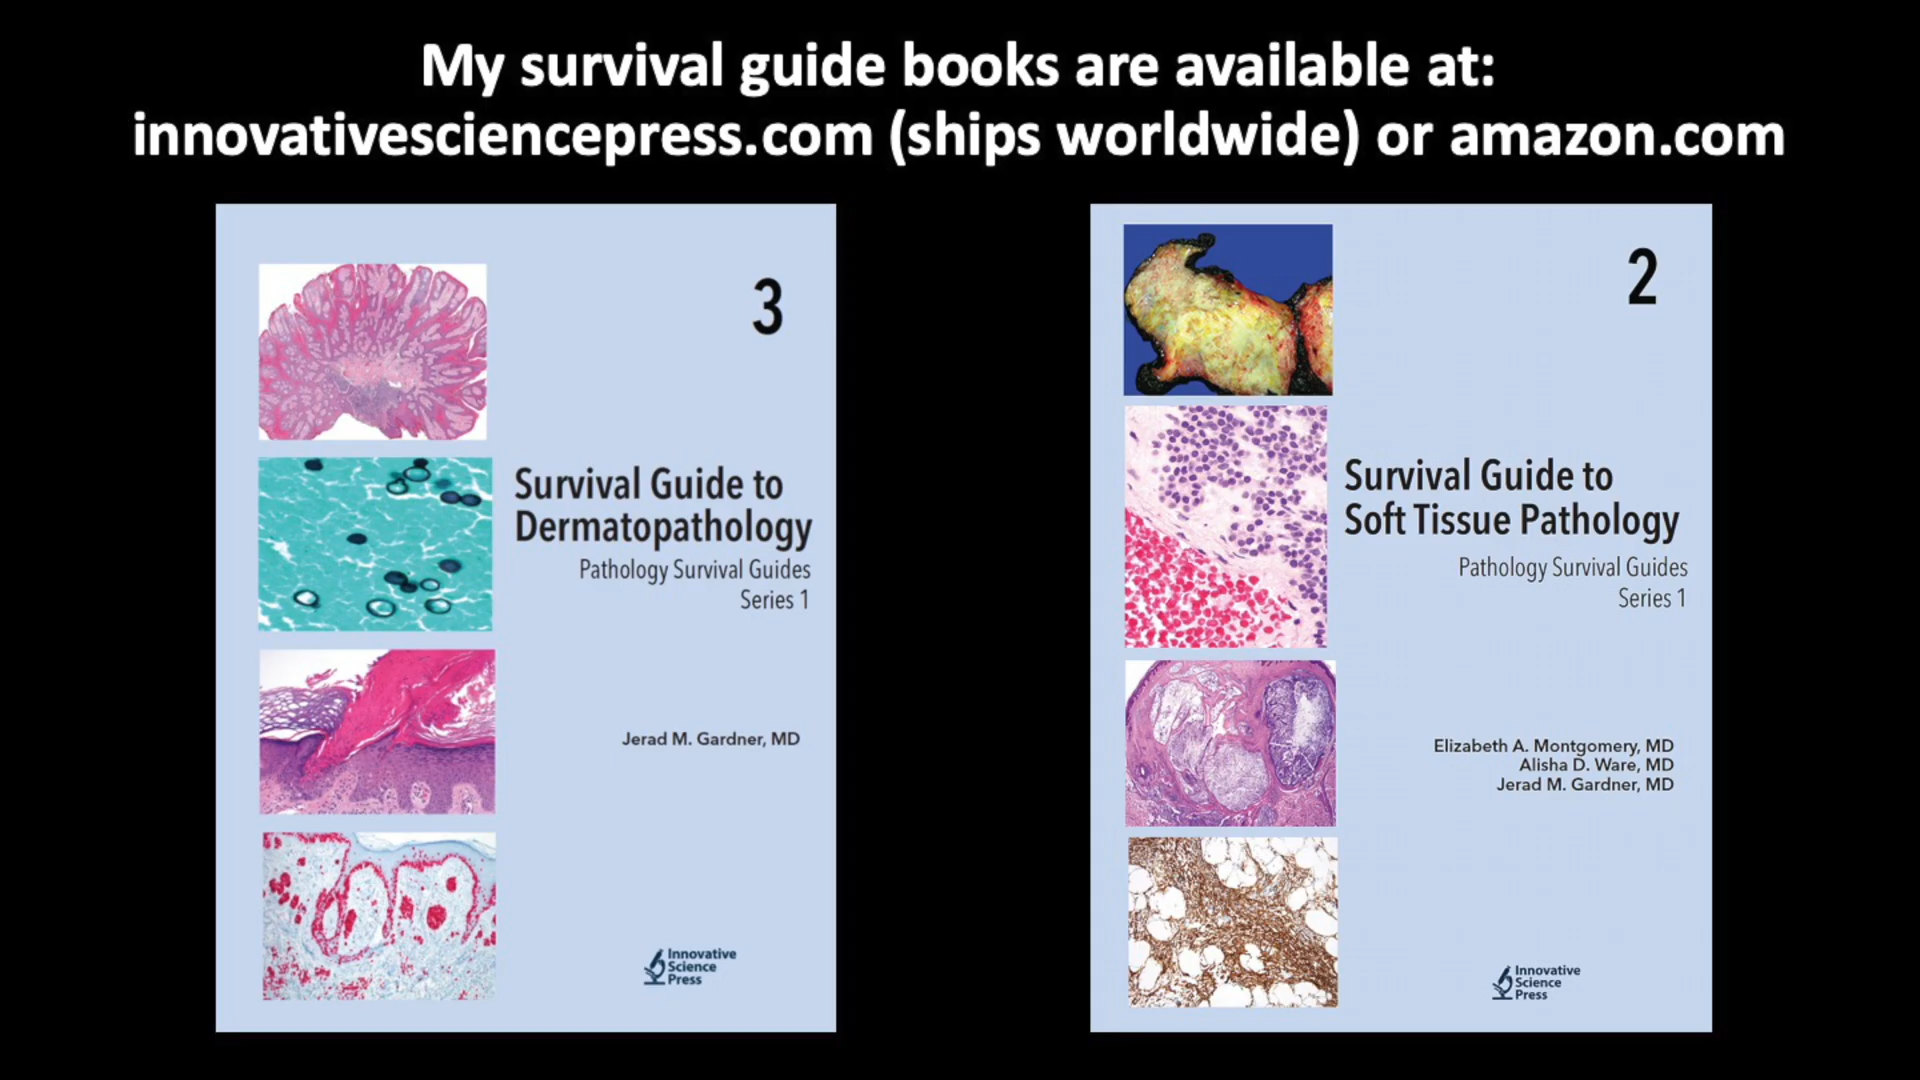 My survival guide books are available at:
innovativesciencepress.com (ships worldwide) or amazon.com
3
Survival Guide to
Dermatopathology
Pathology Survival Guides
Series 1
Jerad M. Gardner, MD
Innovative
Science
Press
2
Survival Guide to
Soft Tissue Pathology
Pathology Survival Guides
Series 1
Elizabeth A. Montgomery, MD
Alisha D. Ware, MD
Jerad M. Gardner, MD
Innovative
Science
Press